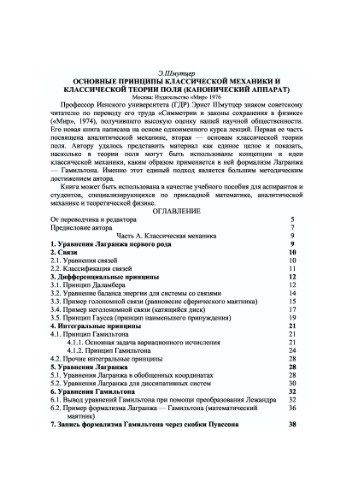 Э.Шмутцер
ОСНОВНЫЕ ПРИНЦИПЫ КЛАССИЧЕСКОЙ МЕХАНИКИ И
КЛАССИЧЕСКОЙ ТЕОРИИ ПОЛЯ (КАНОНИЧЕСКИЙ АППАРАТ)
Москва: Издательство «Мир» 1976
Профессор Йенского университета (ГДР) Эрнст Шмутцер знаком советскому
читателю по переводу его труда «Симметрии и законы сохранения в физике»
(«Мир», 1974), получившего высокую оценку нашей научной общественности.
Его новая книга написана на основе одноименного курса лекций. Первая ее часть
посвящена аналитической механике, вторая — основам классической теории
поля. Автору удалось представить материал как единое целое и показать,
насколько в теории поля могут быть использованы концепции и идеи
классической механики, каким образом применяется в ней формализм Лагранжа
— Гамильтона. Именно этот единый подход является большим методическим
достижением автора.
Книга может быть использована в качестве учебного пособия для аспирантов и
студентов, специализирующихся по прикладной математике, аналитической
механике и теоретической физике.
ОГЛАВЛЕНИЕ
От переводчика и редактора 5
Предисловие автора 7
Часть А. Классическая механика 9
1. Уравнения Лагранжа первого рода 9
2. Связи 10
2.1. Уравнения связей 10
2.2. Классификация связей 11
3. Дифференциальные принципы 12
3.1. Принцип Даламбера 12
3.2. Уравнение баланса энергии для системы со связями 14
3.3. Пример голономной связи (равновесие сферического маятника) 15
3.4. Пример неголономной связи (катящийся диск) 17
3.5. Принцип Гаусса (принцип наименьшего принуждения) 19
4. Интегральные принципы 21
4.1. Принцип Гамильтона 21
4.1.1. Основная задача вариационного исчисления 21
4.1.2. Принцип Гамильтона 24
4.2. Прочие интегральные принципы 28
5. Уравнения Лагранжа 28
5.1. Уравнения Лагранжа в обобщенных координатах 28
5.2. Уравнения Лагранжа для диссипативных систем 30
6. Уравнения Гамильтона 32
6.1. Вывод уравнений Гамильтона при помощи преобразования Лежандра 32
6.2. Пример формализма Лагранжа — Гамильтона (математический 36
маятник)
7. Запись формализма Гамильтона через скобки Пуассона 38